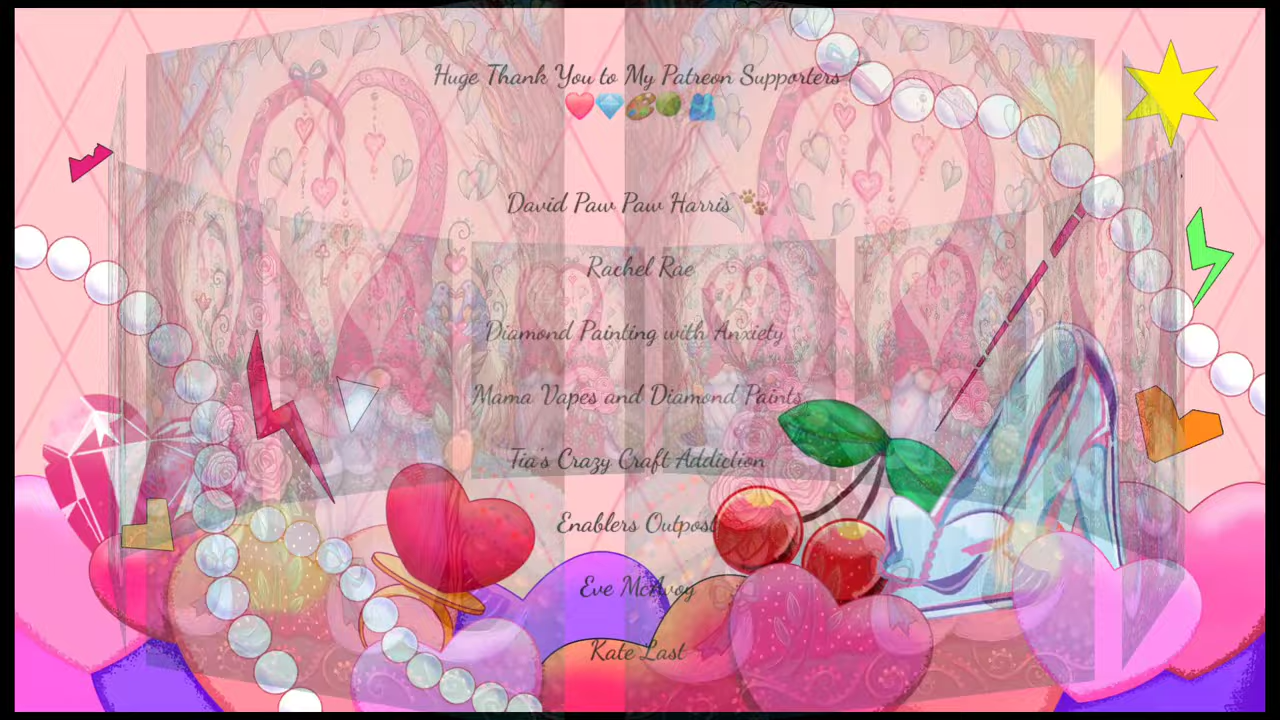 Huge Thank You to My Patreon Supporters
❤️💎🎨🧶🩳
David Paw Paw Harris 🐾
Rachel Rae
Diamond Painting with Anxiety
Mama Vapes and Diamond Paints
Tia's Crazy Craft Addiction
Enablers Outpost
Eve McAvoy
Kate Last